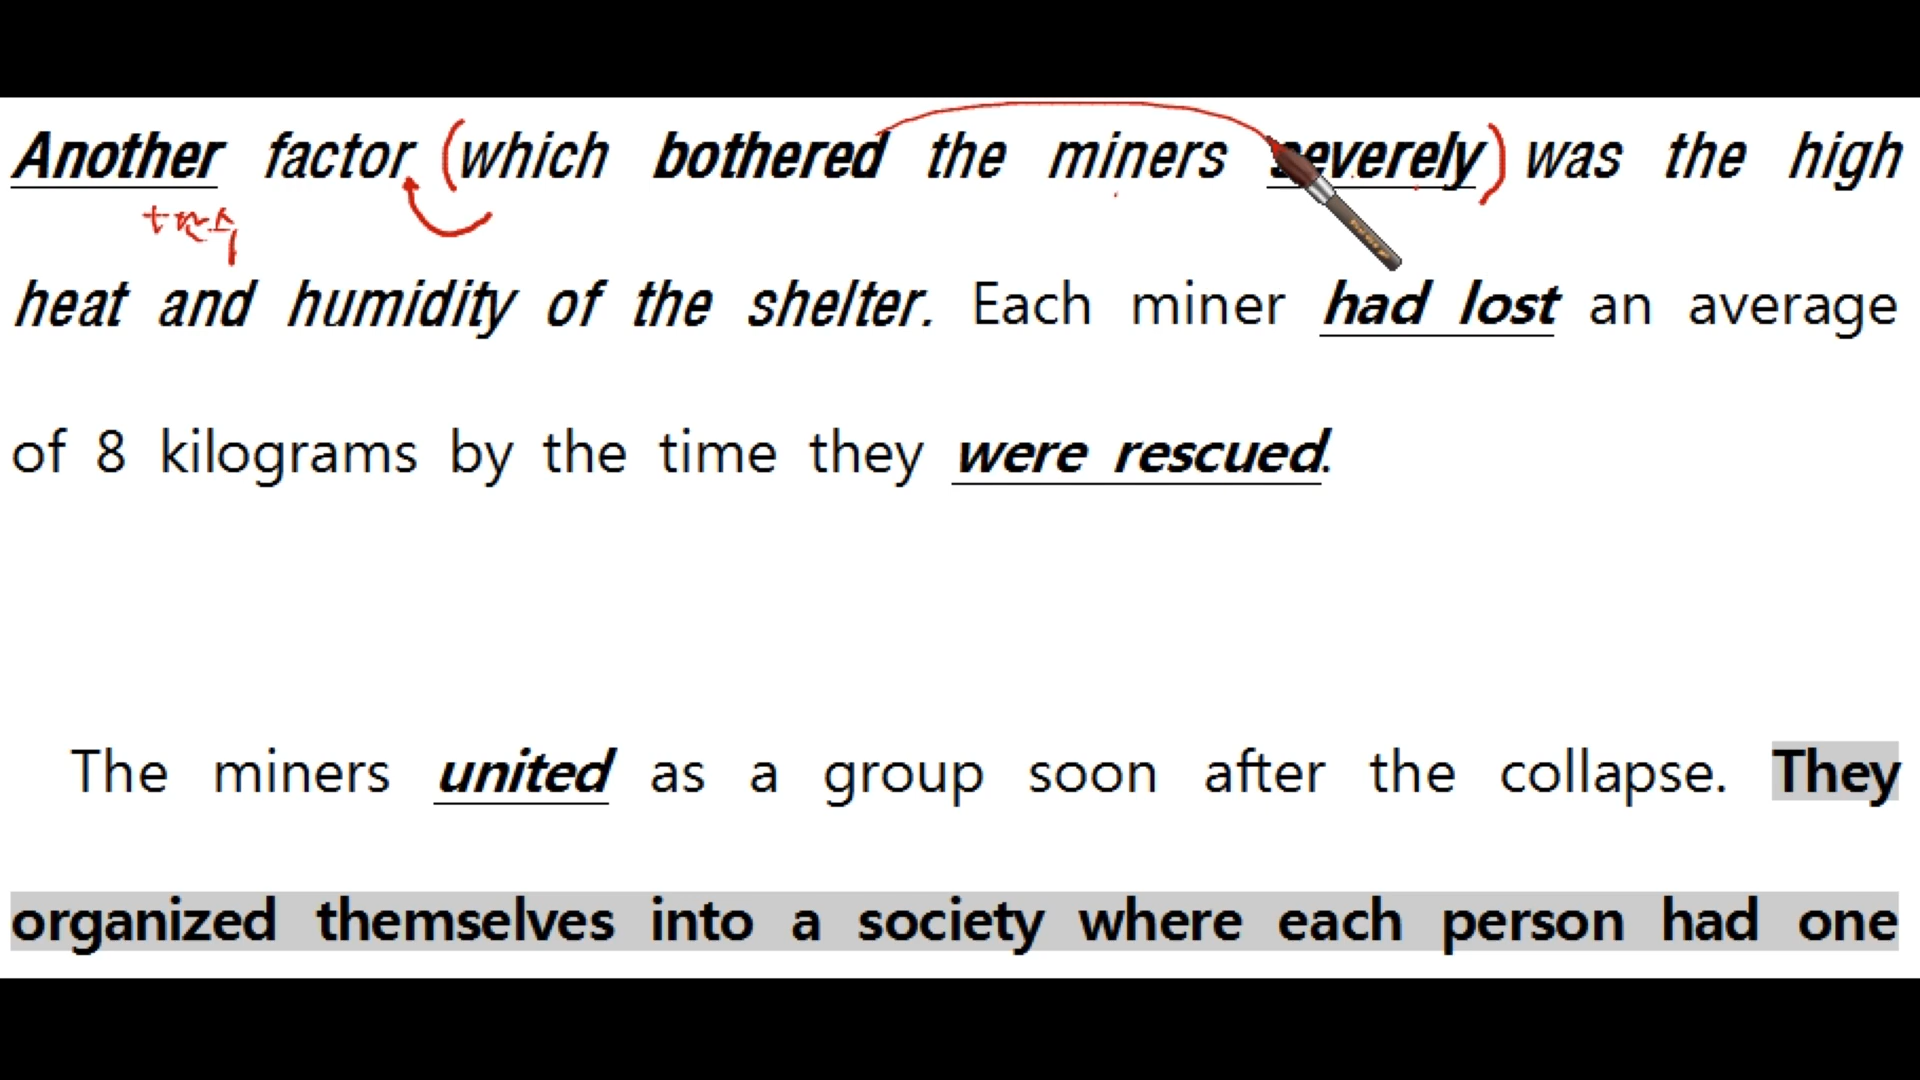 Another factor (which bothered the miners severely) was the high
+단수
heat and humidity of the shelter. Each miner had lost an average
of 8 kilograms by the time they were rescued.
The miners united as a group soon after the collapse. They
organized themselves into a society where each person had one